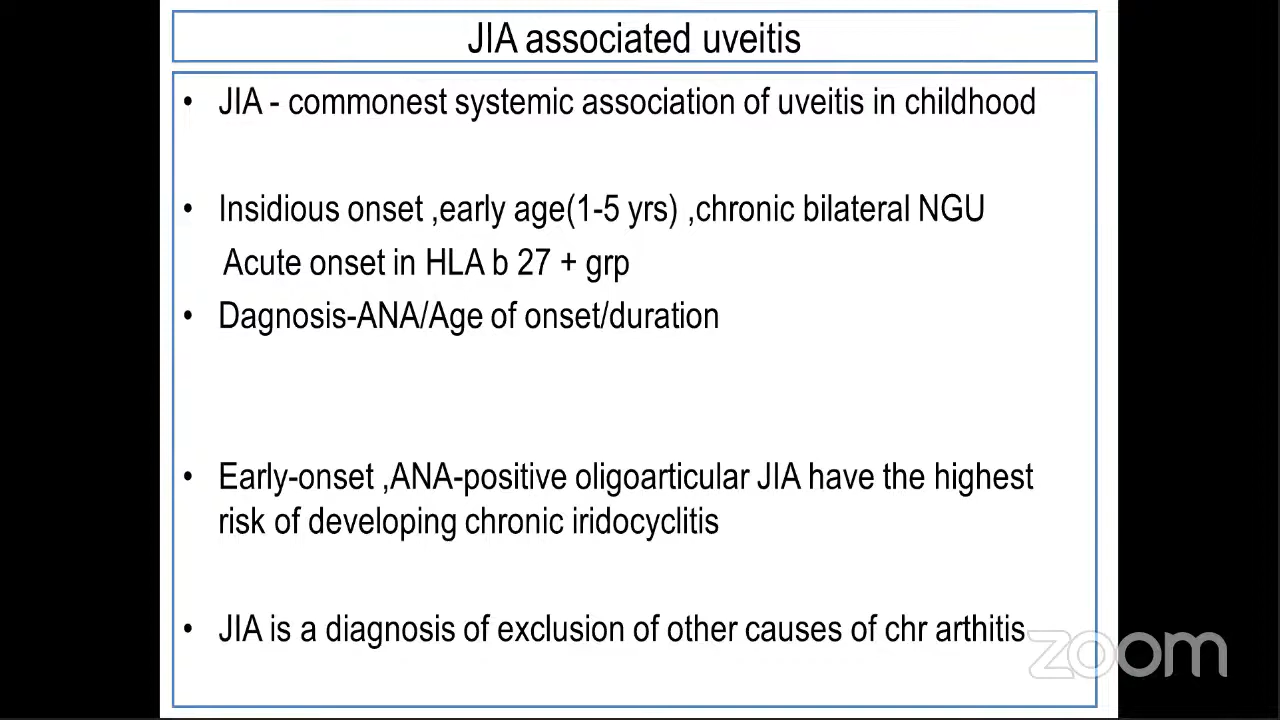 JIA associated uveitis
• JIA - commonest systemic association of uveitis in childhood
• Insidious onset ,early age(1-5 yrs) ,chronic bilateral NGU
Acute onset in HLA b 27 + grp
• Dagnosis-ANA/Age of onset/duration
• Early-onset ,ANA-positive oligoarticular JIA have the highest
risk of developing chronic iridocyclitis
• JIA is a diagnosis of exclusion of other causes of chr arthitis
zoom